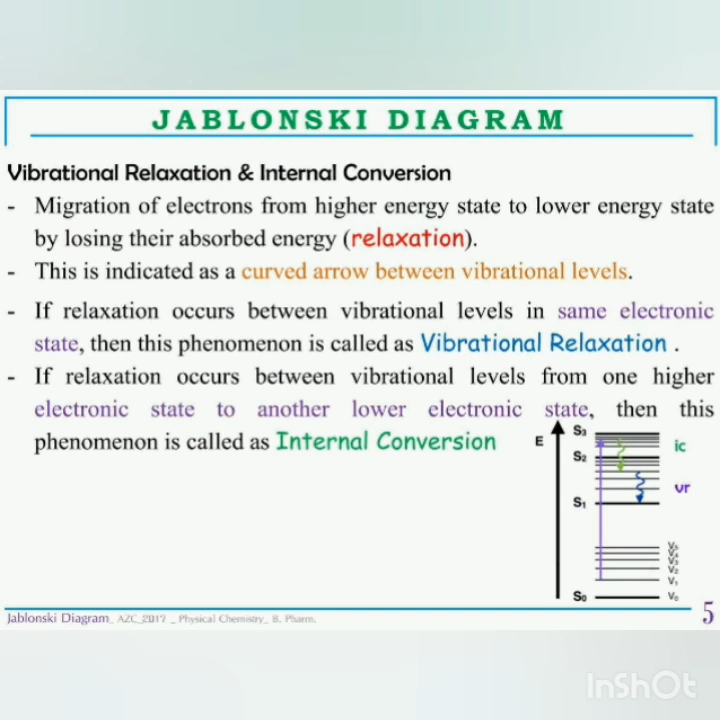 JABLONSKI DIAGRAM
Vibrational Relaxation & Internal Conversion
- Migration of electrons from higher energy state to lower energy state
by losing their absorbed energy (relaxation).
- This is indicated as a curved arrow between vibrational levels.
- If relaxation occurs between vibrational levels in same electronic
state, then this phenomenon is called as Vibrational Relaxation .
- If relaxation occurs between vibrational levels from one higher
electronic state to another lower electronic state, then this
phenomenon is called as Internal Conversion
E
S₃
ic
S₂
vr
S₁
V₅
V₄
V₃
V₂
V₁
S₀
V₀
Jablonski Diagram_ AZC_2017 _ Physical Chemistry_ B. Pharm.
5
InShOt